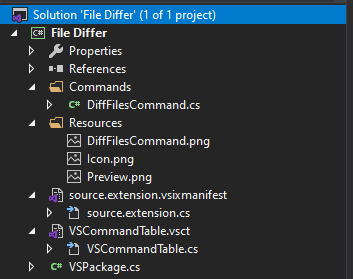 Solution 'File Differ' (1 of 1 project)
C# File Differ
Properties
References
Commands
C# DiffFilesCommand.cs
Resources
DiffFilesCommand.png
Icon.png
Preview.png
source.extension.vsixmanifest
source.extension.cs
VSCommandTable.vsct
VSCommandTable.cs
C# VSPackage.cs